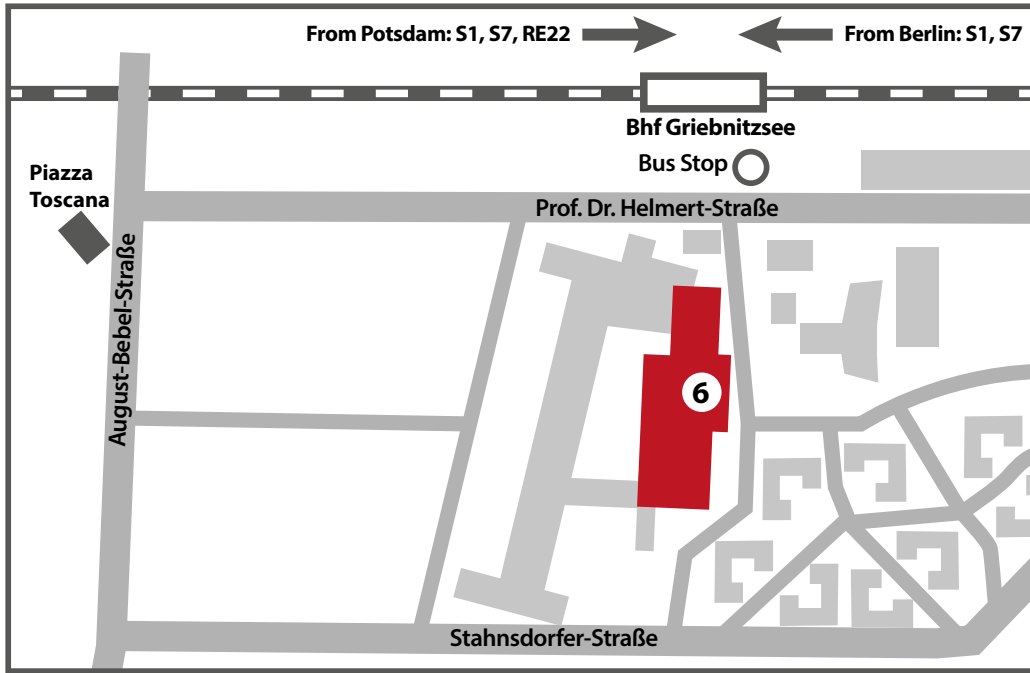 From Potsdam: S1, S7, RE22
From Berlin: S1, S7
Bhf Griebnitzsee
Bus Stop
Piazza
Toscana
Prof. Dr. Helmert-Straße
August-Bebel-Straße
6
Stahnsdorfer-Straße